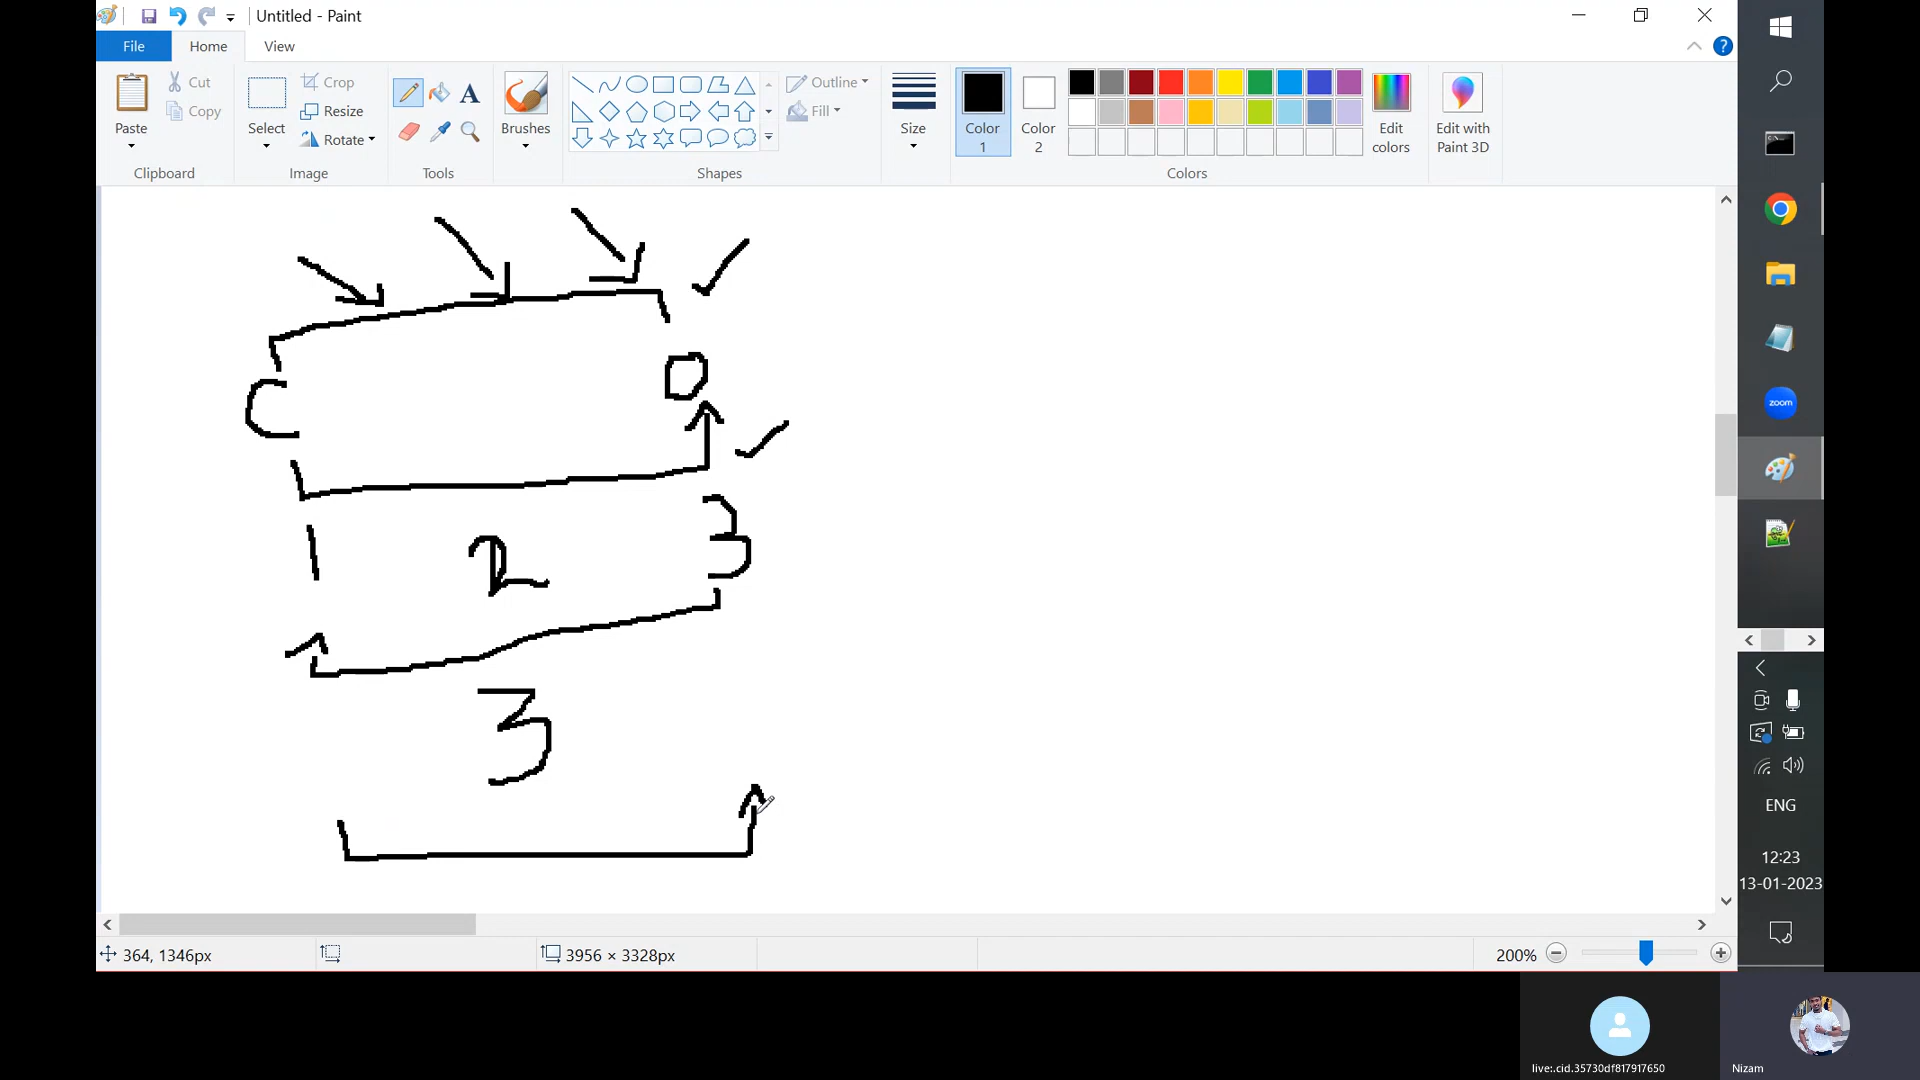 Untitled - Paint
File Home View
Cut
Copy
Paste
Clipboard
Select
Crop
Resize
Rotate
Image
Tools
Brushes
Shapes
Outline
Fill
Size
Color
1
Color
2
Edit
colors
Colors
Edit with
Paint 3D
C
0
1 2 3
3
zoom
ENG
12:23
13-01-2023
364, 1346px
3956 × 3328px
200%
live:.cid.35730df817917650
Nizam